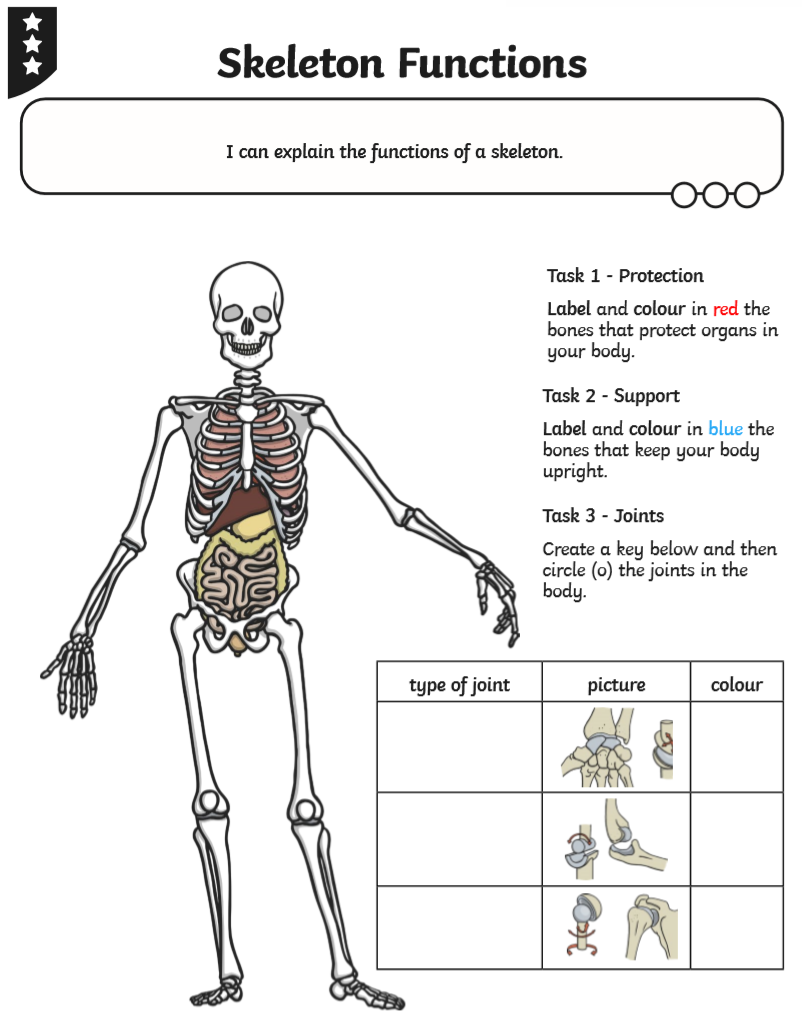 Skeleton Functions
I can explain the functions of a skeleton.
Task 1 - Protection
Label and colour in red the
bones that protect organs in
your body.
Task 2 - Support
Label and colour in blue the
bones that keep your body
upright.
Task 3 - Joints
Create a key below and then
circle (o) the joints in the
body.
type of joint picture colour